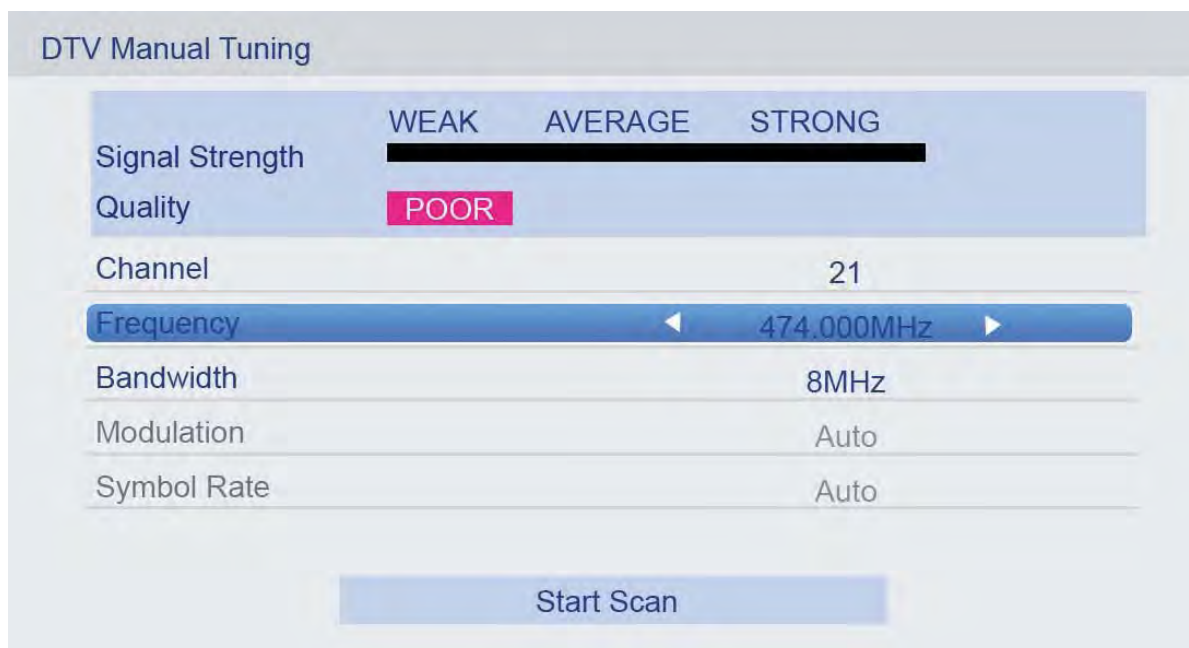 DTV Manual Tuning
WEAK AVERAGE STRONG
Signal Strength
Quality POOR
Channel 21
Frequency 474.000MHz
Bandwidth 8MHz
Modulation Auto
Symbol Rate Auto
Start Scan